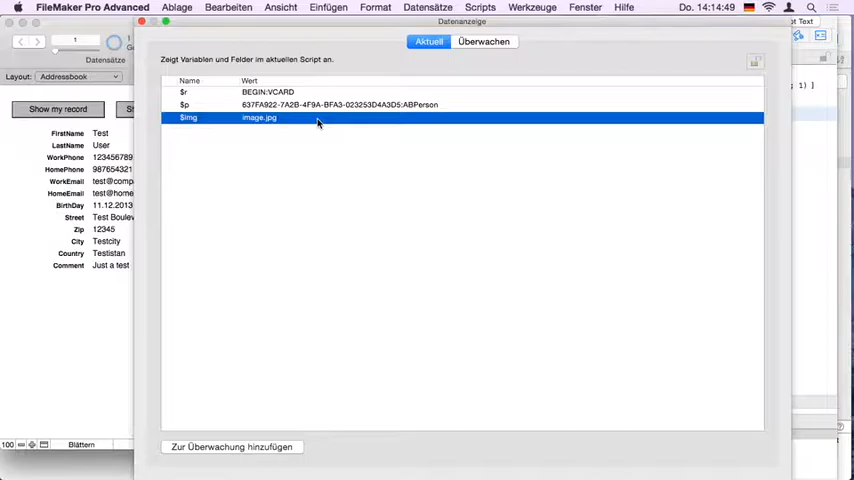 FileMaker Pro Advanced Ablage Bearbeiten Ansicht Einfügen Format Datensätze Scripts Werkzeuge Fenster Hilfe Do. 14:14:49
Datenanzeige
Text
1
Datensätze
Aktuell Überwachen
Layout: Addressbook
Zeigt Variablen und Felder im aktuellen Script an.
Name Wert
1) ]
$r BEGIN:VCARD
$p 637FA922-7A2B-4F9A-BFA3-023253D4A3D5:ABPerson
$img image.jpg
Show my record
FirstName Test
LastName User
WorkPhone 123456789
HomePhone 987654321
WorkEmail test@comp
HomeEmail test@home
BirthDay 11.12.2013
Street Test Boulev
Zip 12345
City Testcity
Country Testistan
Comment Just a test
100 Blättern
Zur Überwachung hinzufügen